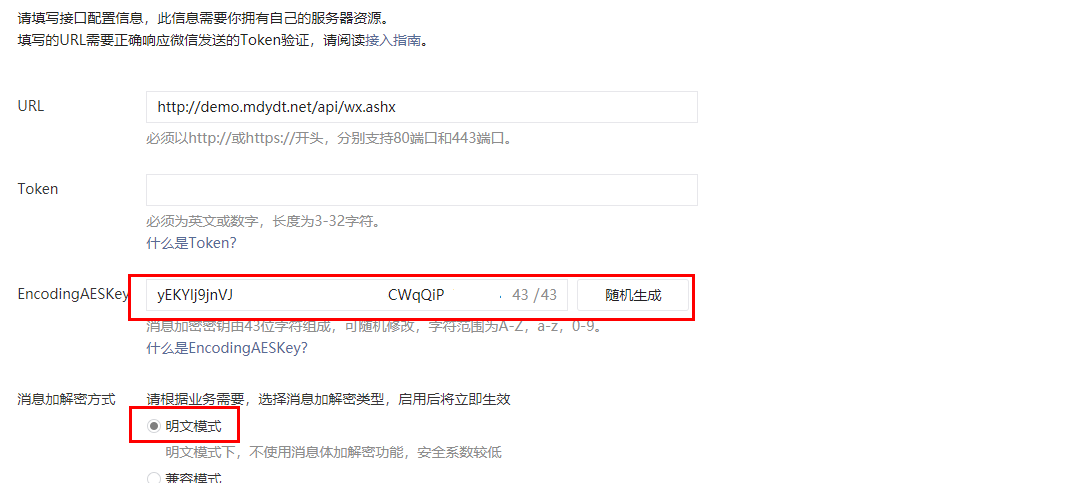 请填写接口配置信息，此信息需要你拥有自己的服务器资源。
填写的URL需要正确响应微信发送的Token验证，请阅读接入指南。
URL
http://demo.mdydt.net/api/wx.ashx
必须以http://或https://开头，分别支持80端口和443端口。
Token
必须为英文或数字，长度为3-32字符。
什么是Token?
EncodingAESKey
yEKYIj9jnVJ CWqQiP 43 /43 随机生成
消息加密密钥由43位字符组成，可随机修改，字符范围为A-Z，a-z，0-9。
什么是EncodingAESKey?
消息加解密方式
请根据业务需要，选择消息加解密类型，启用后将立即生效
明文模式
明文模式下，不使用消息体加解密功能，安全系数较低
兼容模式